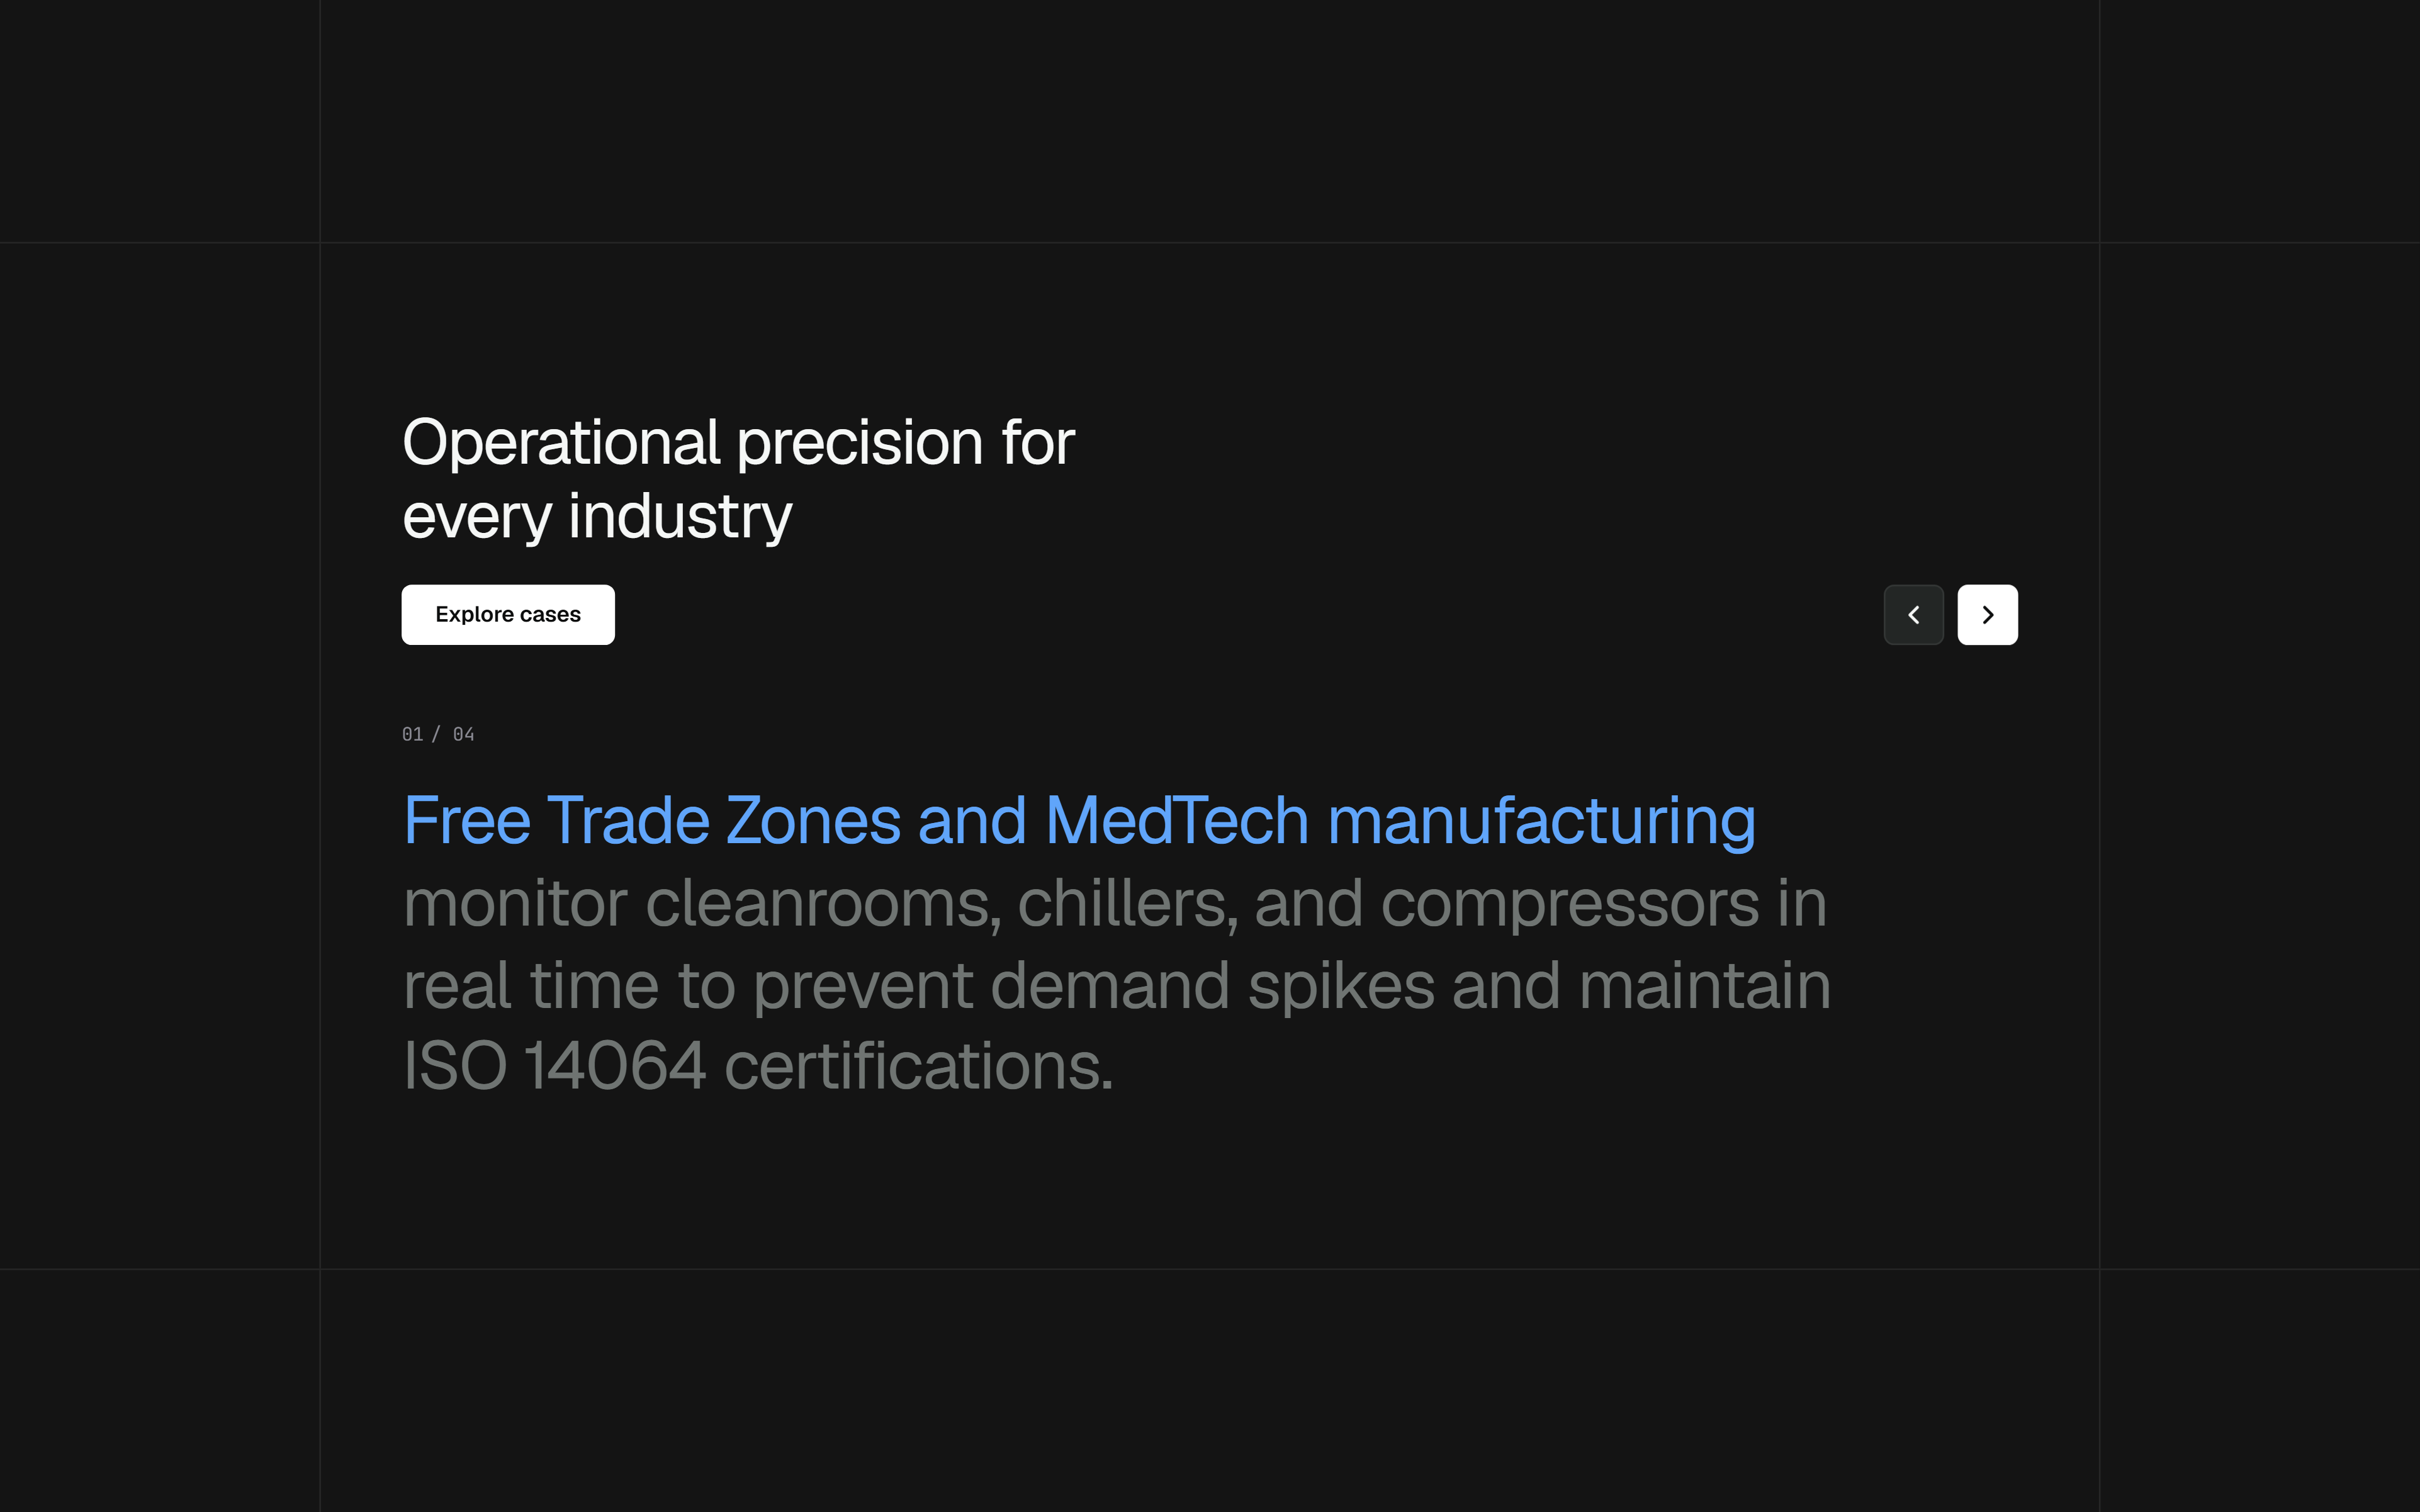 Operational precision for
every industry
Explore cases
01 / 04
Free Trade Zones and MedTech manufacturing
monitor cleanrooms, chillers, and compressors in
real time to prevent demand spikes and maintain
ISO 14064 certifications.